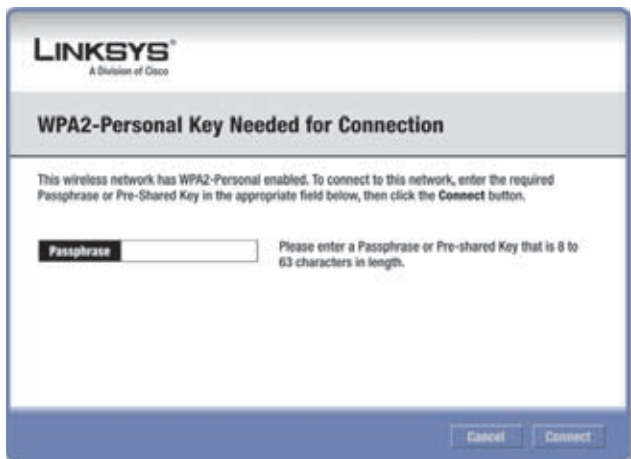 LINKSYS®
A Division of Cisco
WPA2-Personal Key Needed for Connection
This wireless network has WPA2-Personal enabled. To connect to this network, enter the required
Passphrase or Pre-Shared Key in the appropriate field below, then click the Connect button.
Passphrase
Please enter a Passphrase or Pre-shared Key that is 8 to
63 characters in length.
Cancel
Connect